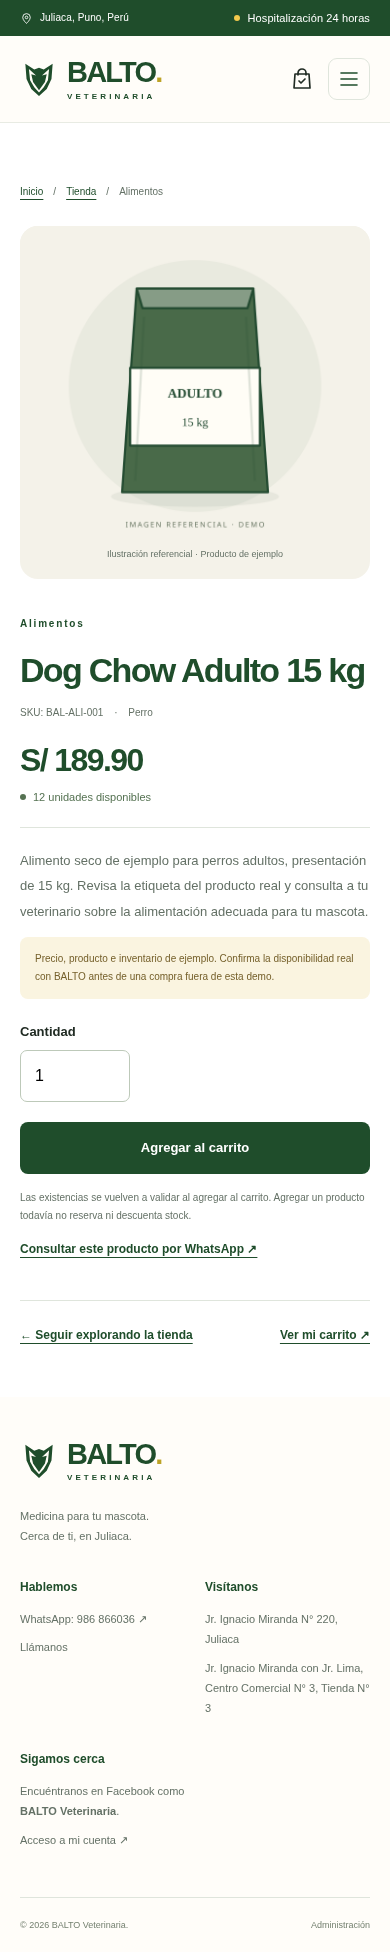 Juliaca, Puno, Perú
Hospitalización 24 horas
BALTO.
VETERINARIA
Inicio / Tienda / Alimentos
ADULTO
15 kg
IMAGEN REFERENCIAL · DEMO
Ilustración referencial · Producto de ejemplo
Alimentos
Dog Chow Adulto 15 kg
SKU: BAL-ALI-001 · Perro
S/ 189.90
12 unidades disponibles
Alimento seco de ejemplo para perros adultos, presentación
de 15 kg. Revisa la etiqueta del producto real y consulta a tu
veterinario sobre la alimentación adecuada para tu mascota.
Precio, producto e inventario de ejemplo. Confirma la disponibilidad real
con BALTO antes de una compra fuera de esta demo.
Cantidad
1
Agregar al carrito
Las existencias se vuelven a validar al agregar al carrito. Agregar un producto
todavía no reserva ni descuenta stock.
Consultar este producto por WhatsApp ↗
← Seguir explorando la tienda
Ver mi carrito ↗
BALTO.
VETERINARIA
Medicina para tu mascota.
Cerca de ti, en Juliaca.
Hablemos
WhatsApp: 986 866036 ↗
Llámanos
Visítanos
Jr. Ignacio Miranda N° 220,
Juliaca
Jr. Ignacio Miranda con Jr. Lima,
Centro Comercial N° 3, Tienda N°
3
Sigamos cerca
Encuéntranos en Facebook como
BALTO Veterinaria.
Acceso a mi cuenta ↗
© 2026 BALTO Veterinaria.
Administración